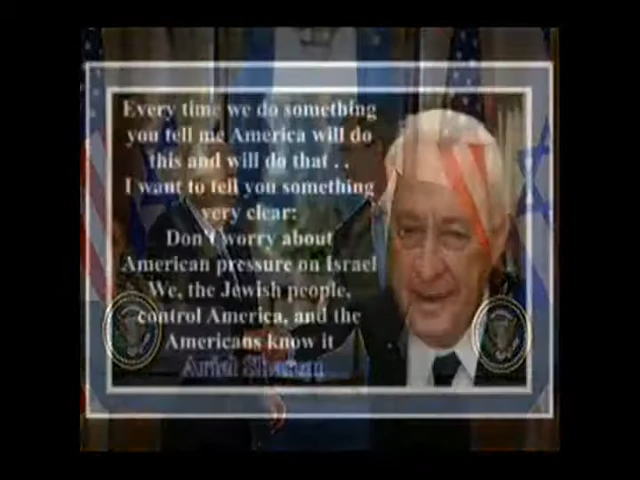 Every time we do something
you tell me America will do
this and will do that . .
I want to tell you something
very clear:
Don't worry about
American pressure on Israel
We, the Jewish people,
control America, and the
Americans know it
Ariel Sharon